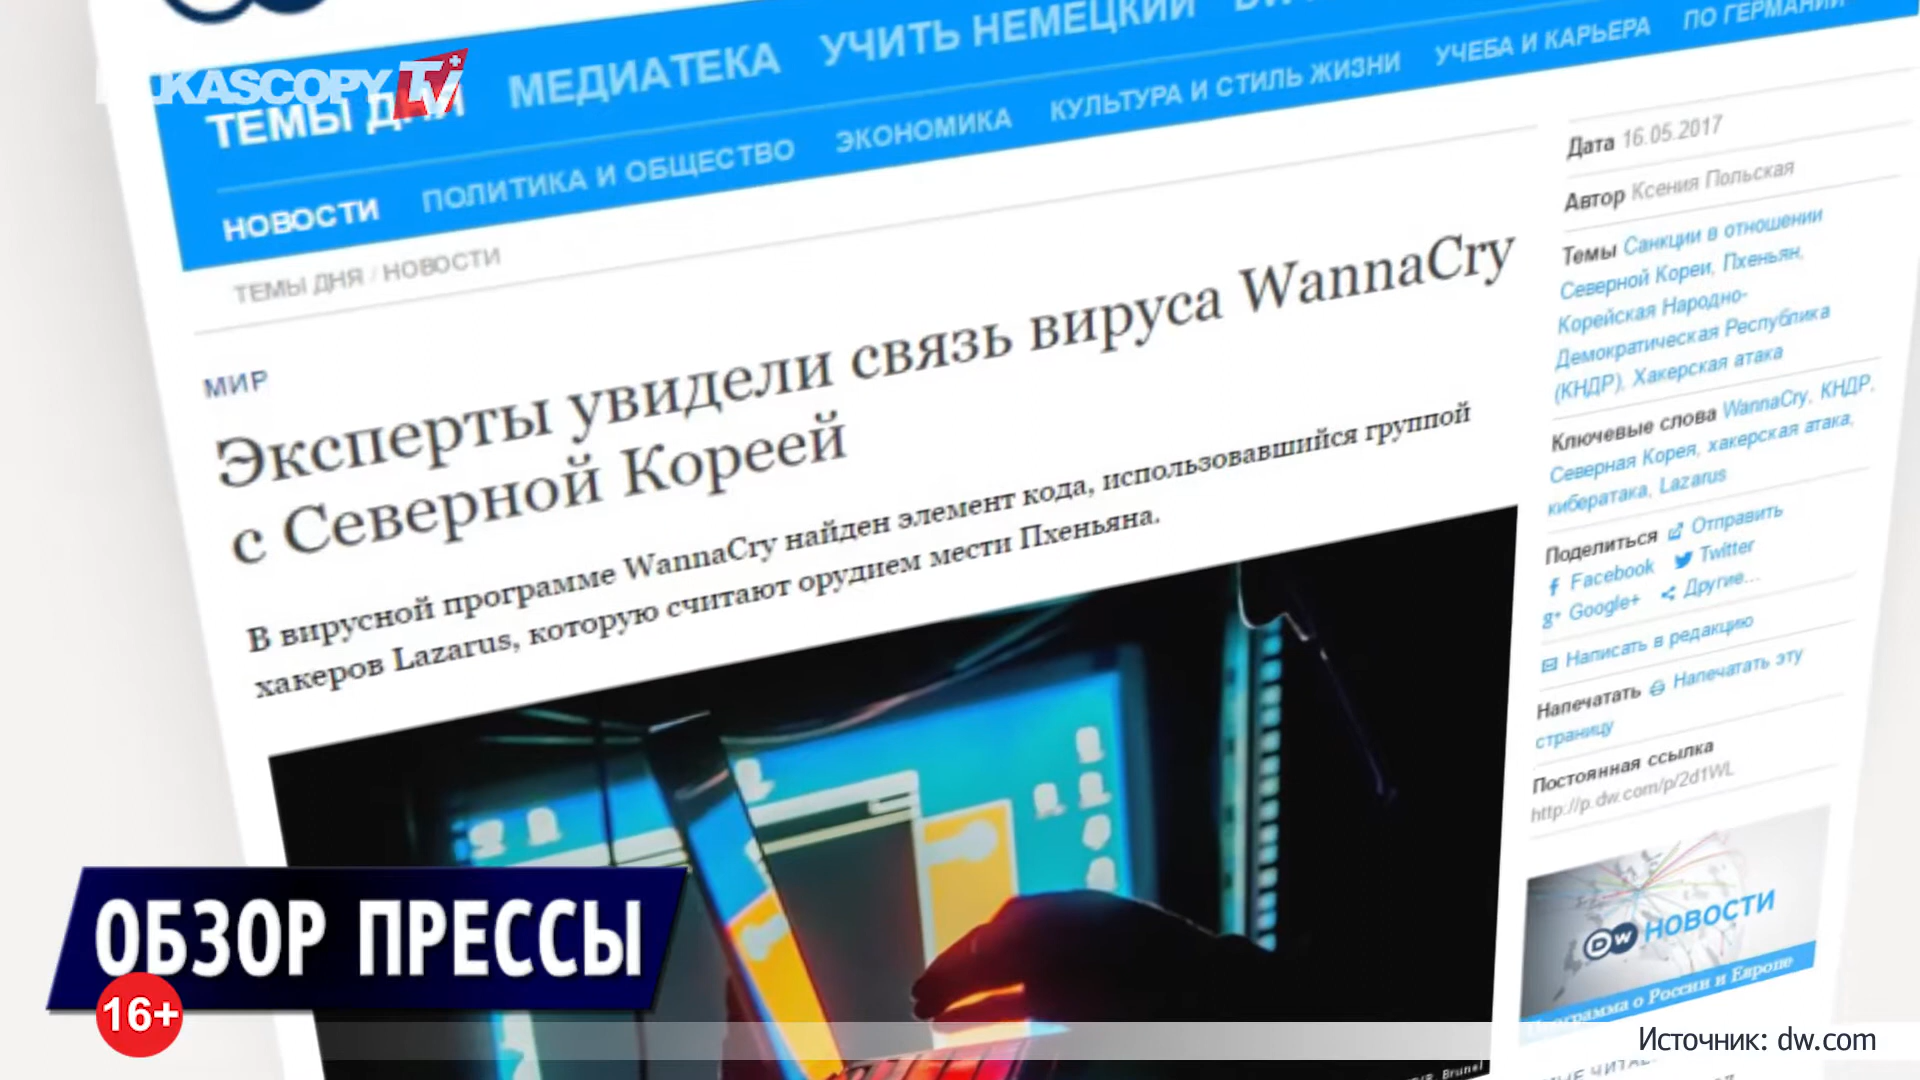 DUKASCOPY TV+
ТЕМЫ ДНЯ МЕДИАТЕКА УЧИТЬ НЕМЕЦКИЙ
НОВОСТИ ПОЛИТИКА И ОБЩЕСТВО ЭКОНОМИКА КУЛЬТУРА И СТИЛЬ ЖИЗНИ УЧЕБА И КАРЬЕРА ПО ГЕРМАНИИ
ТЕМЫ ДНЯ / НОВОСТИ
МИР
Эксперты увидели связь вируса WannaCry
с Северной Кореей
В вирусной программе WannaCry найден элемент кода, использовавшийся группой
хакеров Lazarus, которую считают орудием мести Пхеньяна.
Brunel
Дата 16.05.2017
Автор Ксения Польская
Темы Санкции в отношении
Северной Кореи, Пхеньян,
Корейская Народно-
Демократическая Республика
(КНДР), Хакерская атака
Ключевые слова WannaCry, КНДР,
Северная Корея, хакерская атака,
кибератака, Lazarus
Поделиться Отправить
Facebook Twitter
g+ Google+ Другие...
Написать в редакцию
Напечатать Напечатать эту
страницу
Постоянная ссылка
http://p.dw.com/p/2d1WL
DW НОВОСТИ
Программа о России и Европе
ОБЗОР ПРЕССЫ
16+
Источник: dw.com